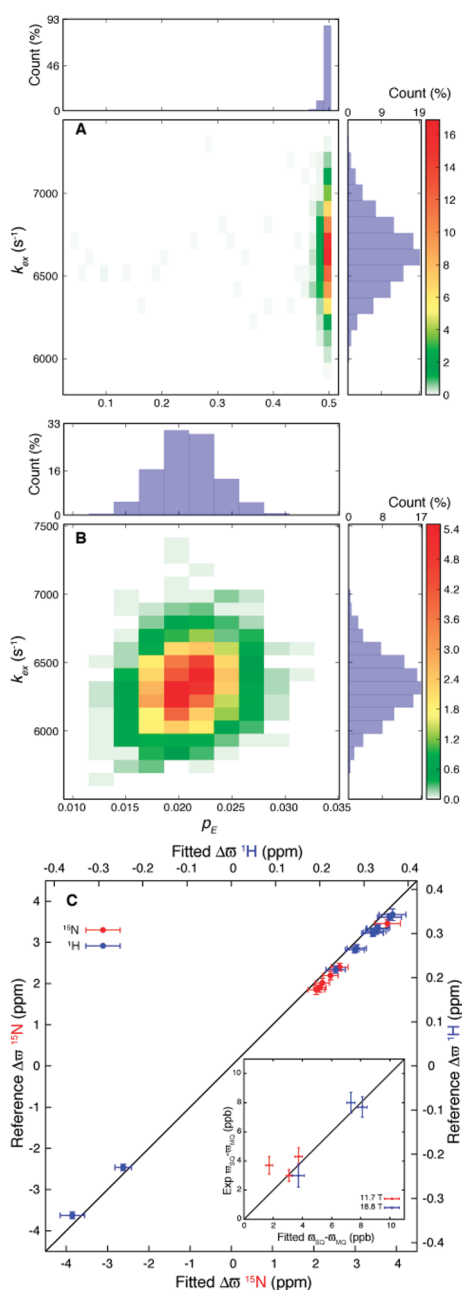 93
46
0
Count (%)
Count (%)
0 9 19
A
7000
6500
6000
k_ex (s⁻¹)
0.1 0.2 0.3 0.4 0.5
16
14
12
10
8
6
4
2
0
33
16
0
Count (%)
Count (%)
0 8 17
B
7500
7000
6500
6000
k_ex (s⁻¹)
0.010 0.015 0.020 0.025 0.030 0.035
p_E
5.4
4.8
4.2
3.6
3.0
2.4
1.8
1.2
0.6
0.0
Fitted Δϖ ¹H (ppm)
-0.4 -0.3 -0.2 -0.1 0 0.1 0.2 0.3 0.4
C
¹⁵N
¹H
4
3
2
1
0
-1
-2
-3
-4
Reference Δϖ ¹⁵N (ppm)
0.4
0.3
0.2
0.1
0
-0.1
-0.2
-0.3
-0.4
Reference Δϖ ¹H (ppm)
10
8
6
4
2
0
Exp ϖSQ-ϖMQ (ppb)
11.7 T
18.8 T
0 2 4 6 8 10
Fitted ϖSQ-ϖMQ (ppb)
-4 -3 -2 -1 0 1 2 3 4
Fitted Δϖ ¹⁵N (ppm)